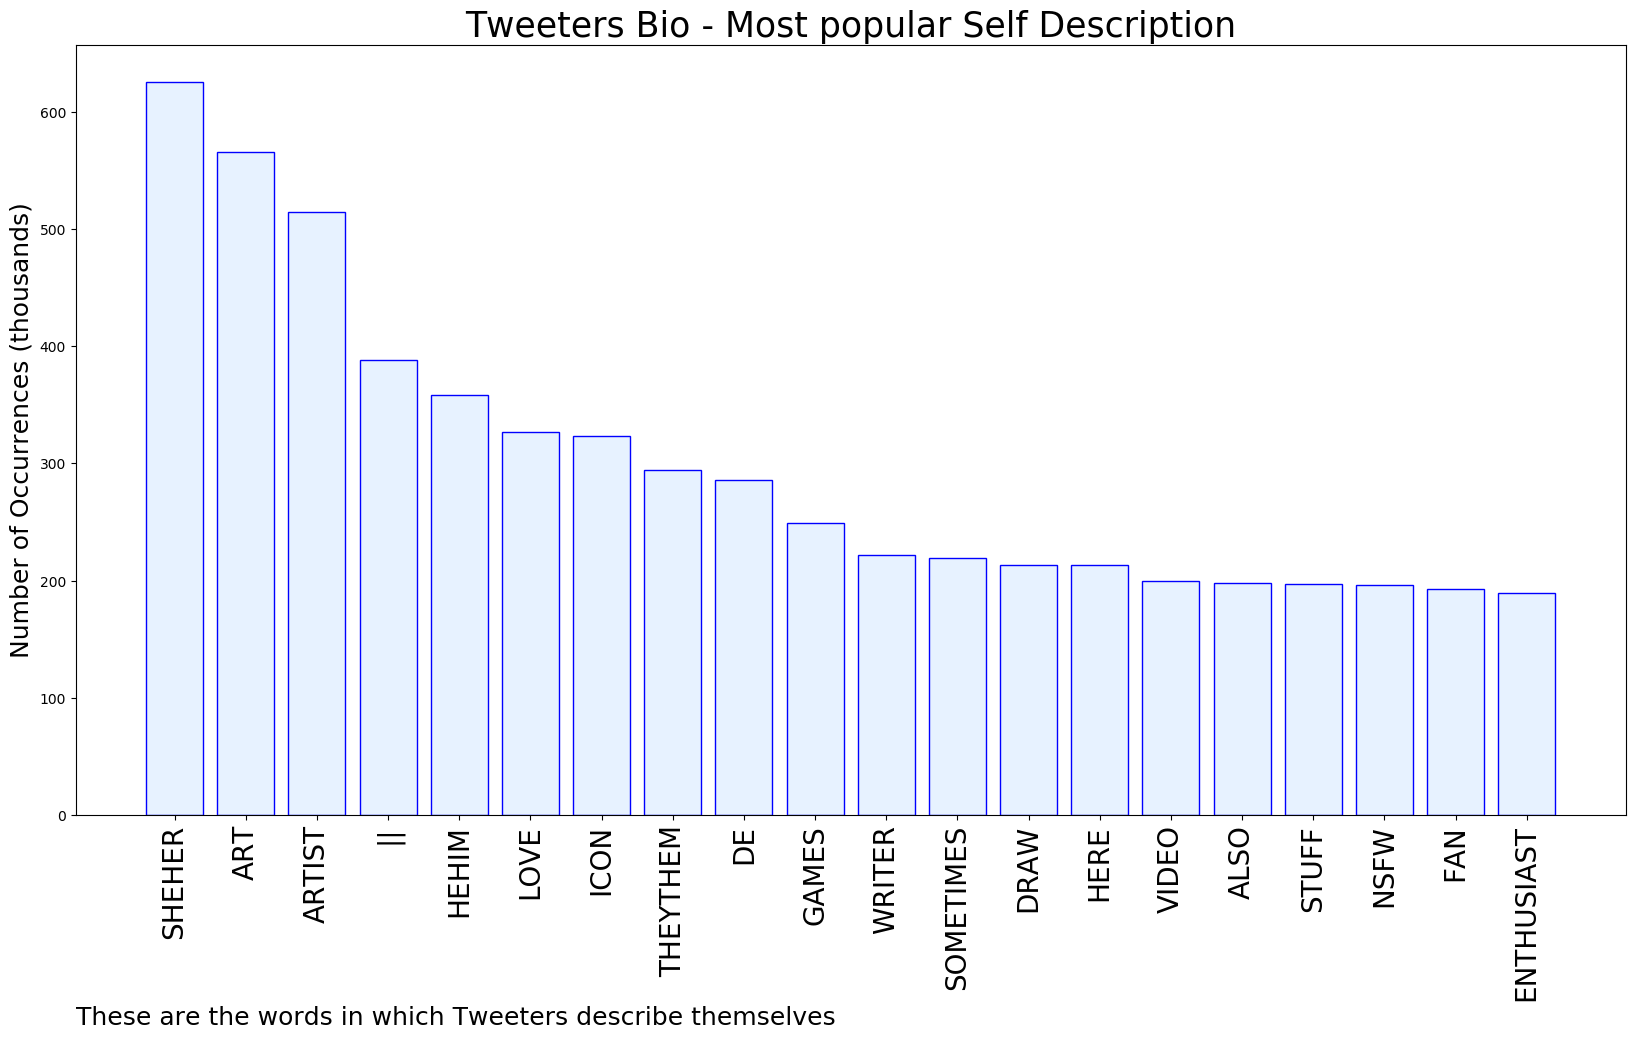 Tweeters Bio - Most popular Self Description
Number of Occurrences (thousands)
600
500
400
300
200
100
0
SHEHER
ART
ARTIST
||
HEHIM
LOVE
ICON
THEYTHEM
DE
GAMES
WRITER
SOMETIMES
DRAW
HERE
VIDEO
ALSO
STUFF
NSFW
FAN
ENTHUSIAST
These are the words in which Tweeters describe themselves